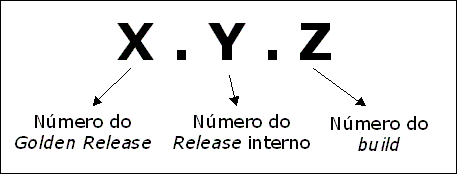 X . Y . Z
Número do
Golden Release
Número do
Release interno
Número do
build